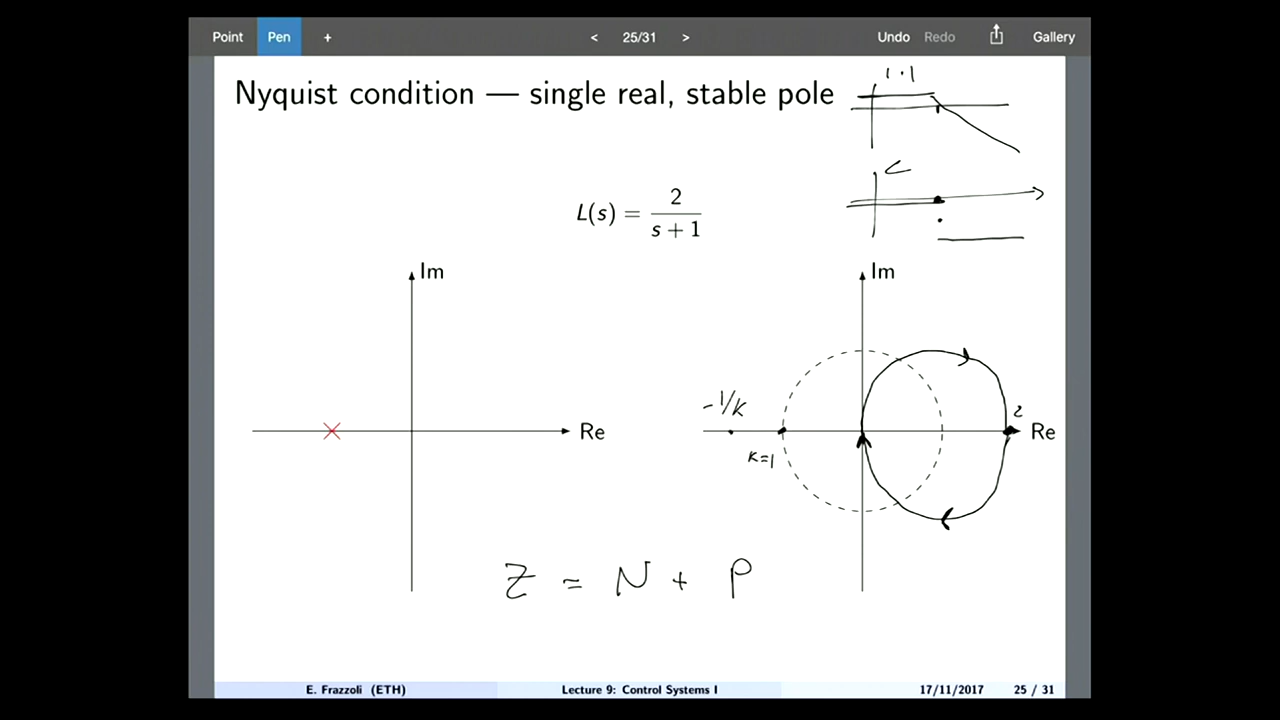 Point Pen + < 25/31 > Undo Redo Gallery
Nyquist condition — single real, stable pole
|·|
∠
L(s) = 2 / (s + 1)
Im
Re
Im
-1/K
K=1
2
Re
Z = N + P
E. Frazzoli (ETH) Lecture 9: Control Systems I 17/11/2017 25 / 31